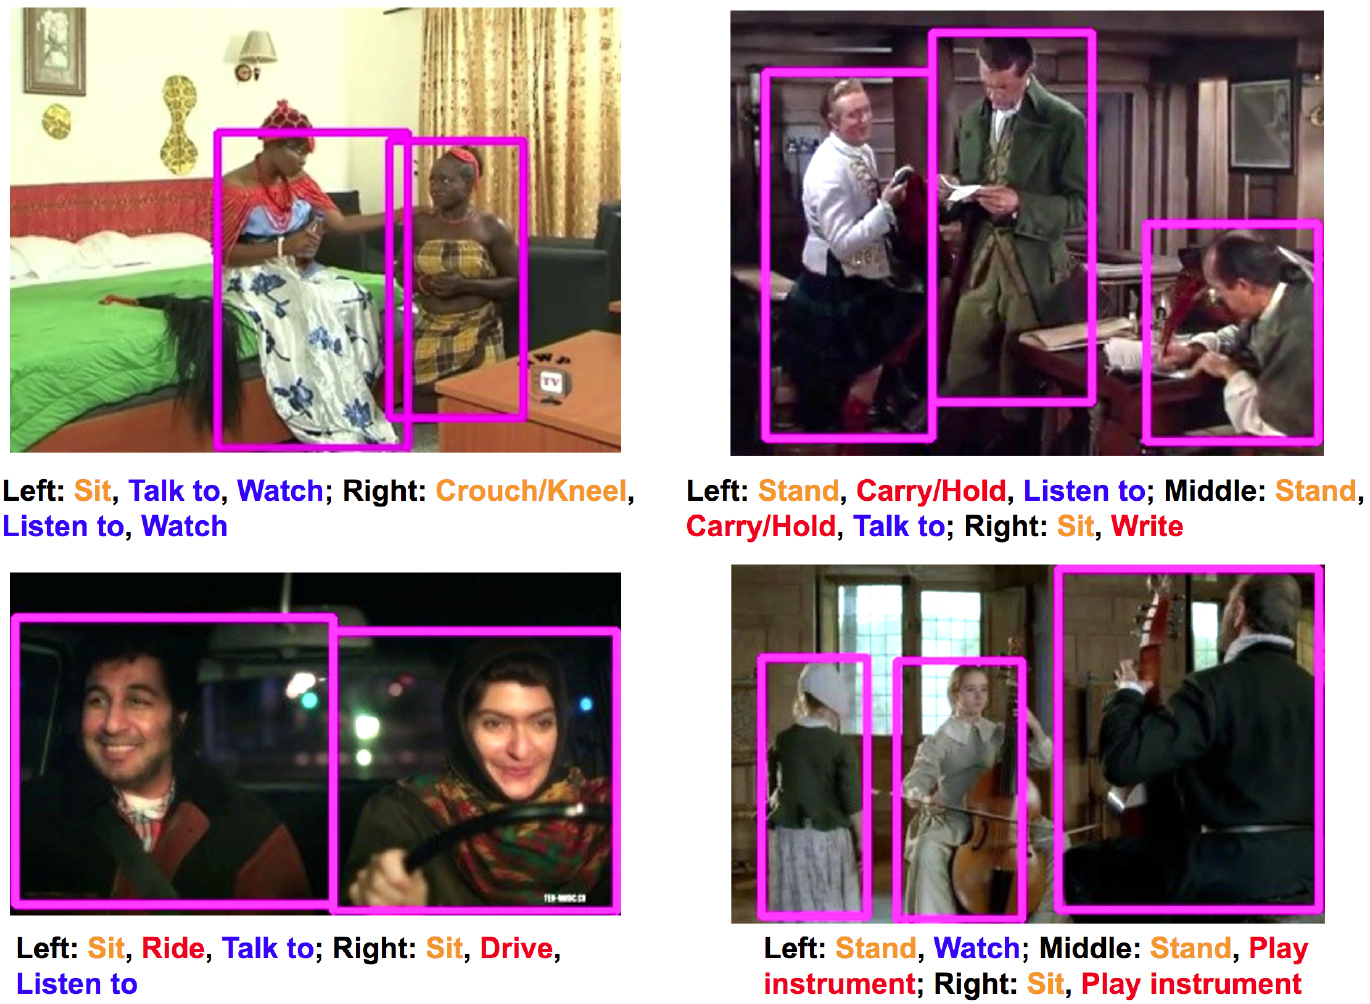 TV
Left: Sit, Talk to, Watch; Right: Crouch/Kneel,
Listen to, Watch
Left: Stand, Carry/Hold, Listen to; Middle: Stand,
Carry/Hold, Talk to; Right: Sit, Write
Left: Sit, Ride, Talk to; Right: Sit, Drive,
Listen to
Left: Stand, Watch; Middle: Stand, Play
instrument; Right: Sit, Play instrument